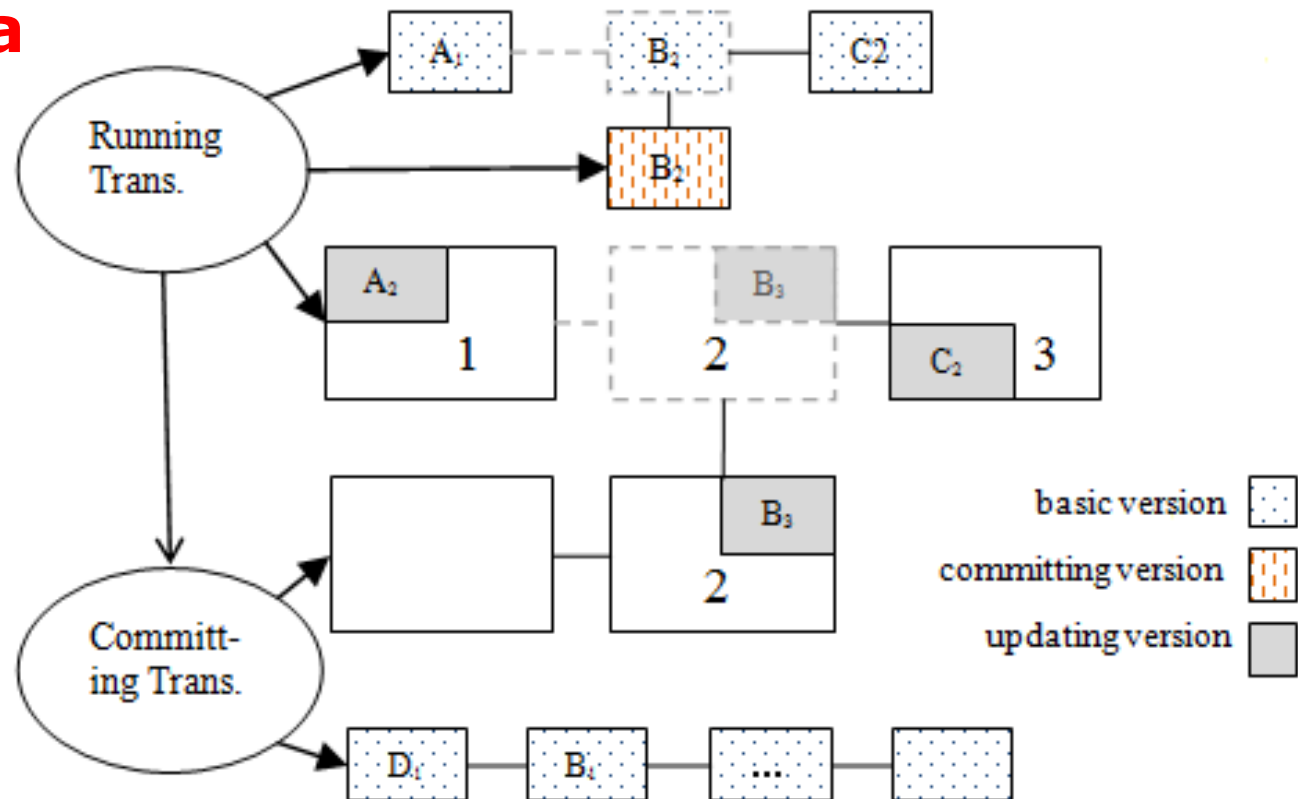 a
A₁ B₂ C2
Running
Trans.
B₂
A₂ B₃
1 2 C₂ 3
B₃
2
basic version
committing version
updating version
Committ-
ing Trans.
D₁ B₁ ...